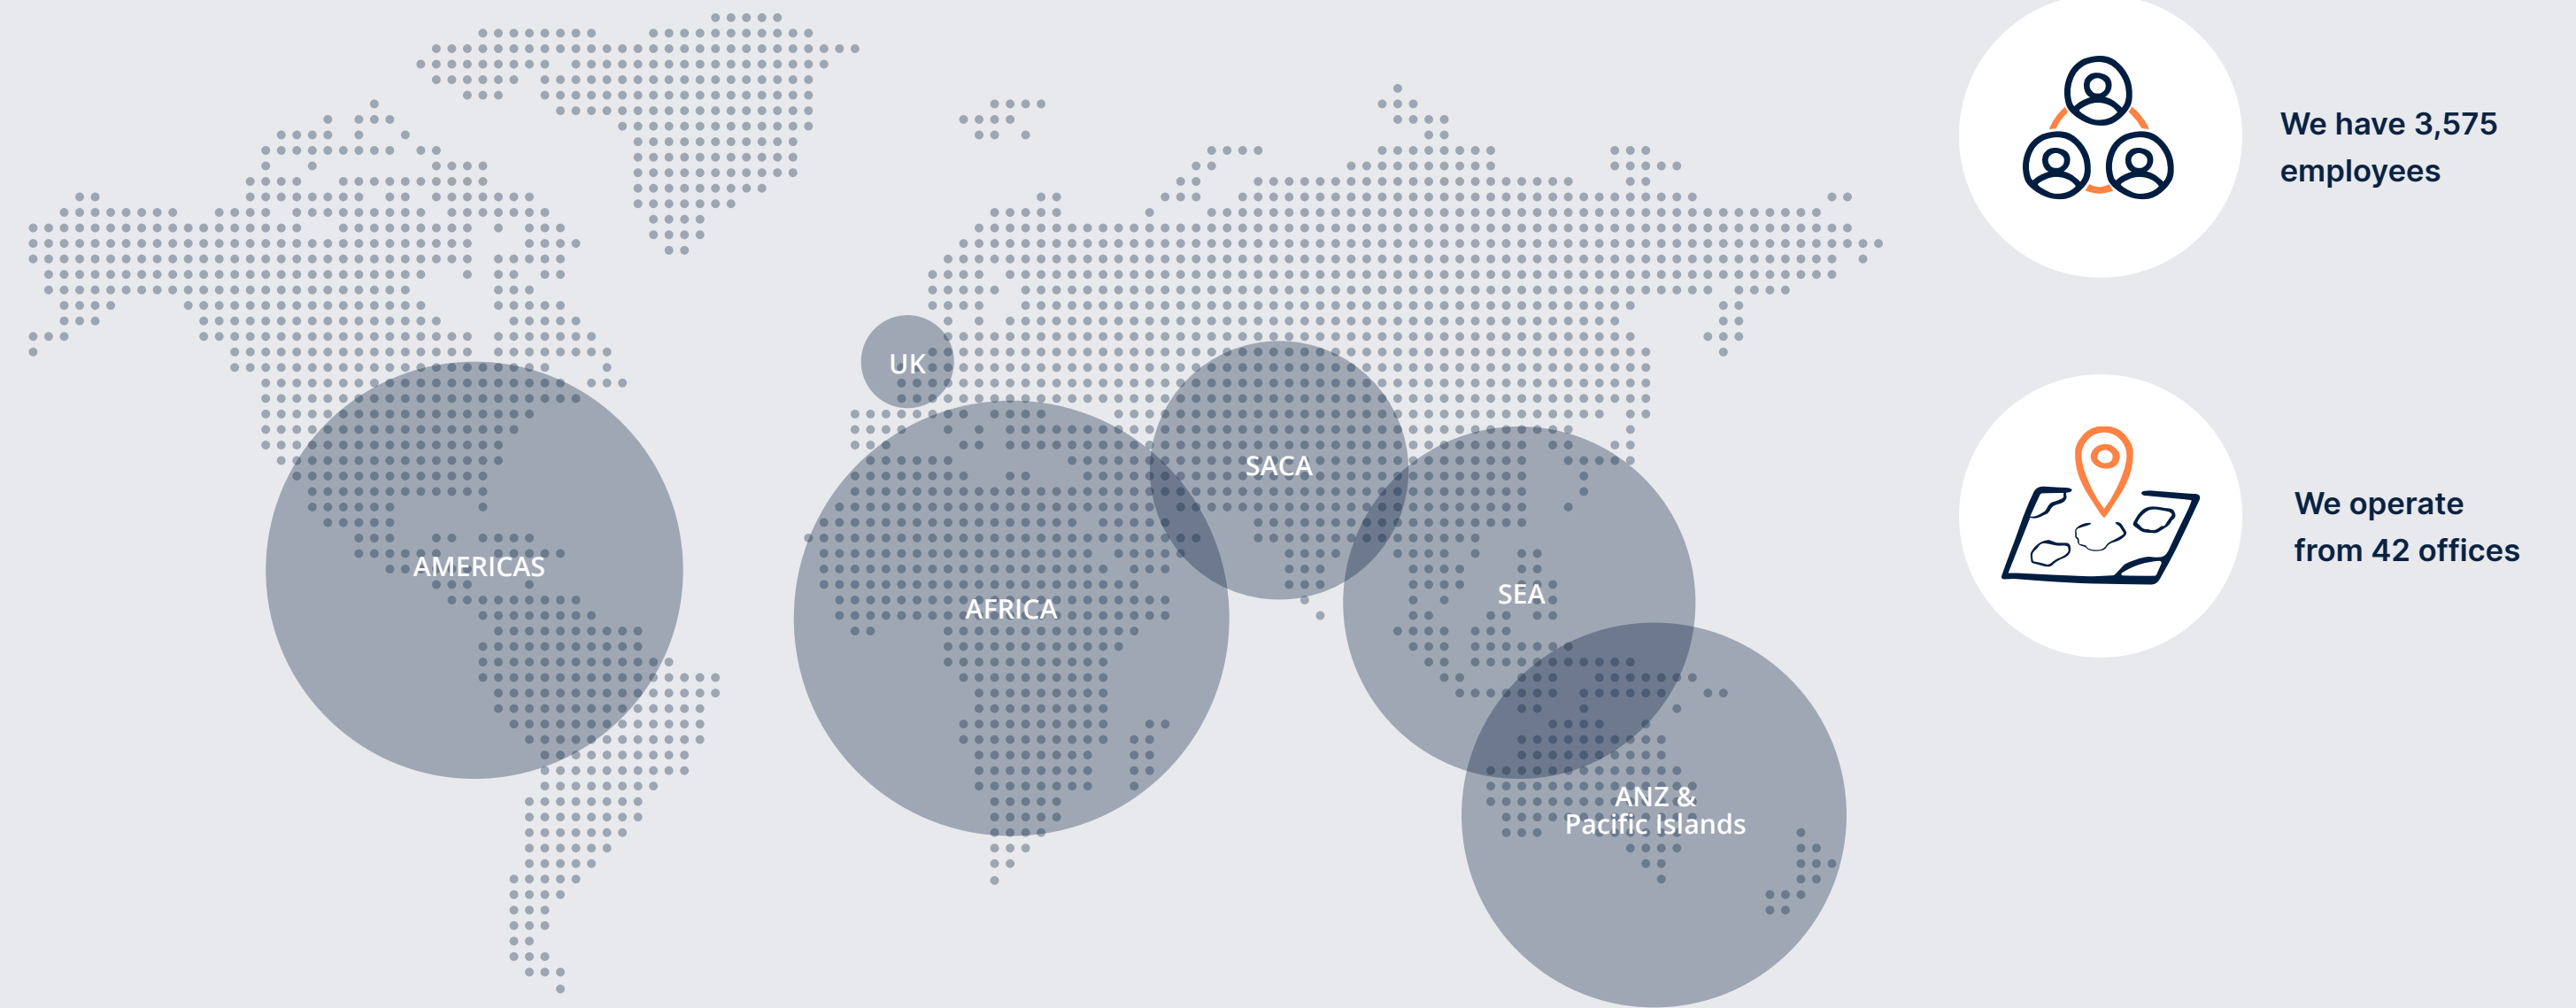 We have 3,575
employees
UK
SACA
We operate
from 42 offices
AMERICAS
SEA
AFRICA
ANZ &
Pacific Islands